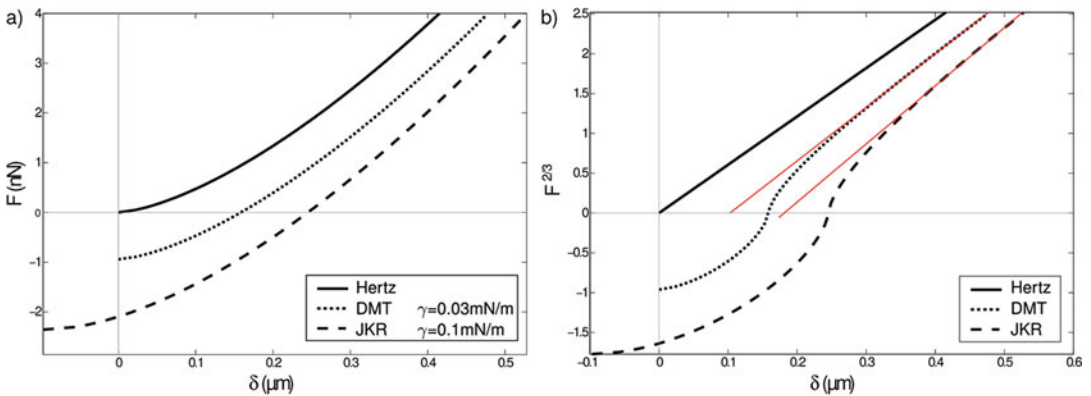 a)
4
3
2
1
0
−1
−2
F (nN)
0
0.1
0.2
0.3
0.4
0.5
δ (μm)
Hertz
DMT γ=0.03mN/m
JKR γ=0.1mN/m
b)
2.5
2
1.5
1
0.5
0
-0.5
-1
-1.5
F 2/3
-0.1
0
0.1
0.2
0.3
0.4
0.5
0.6
δ (μm)
Hertz
DMT
JKR